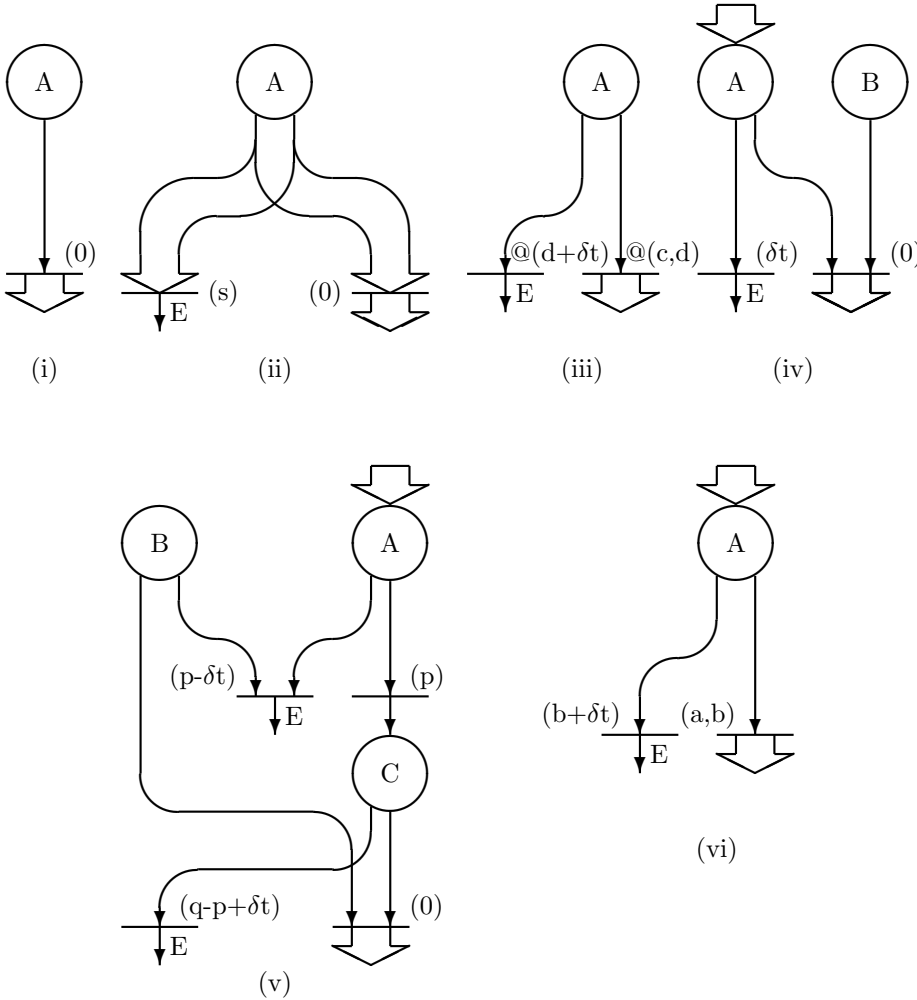 A A A A B
(0) @(d+δt) @(c,d) (δt) (0)
(s) (0)
E E E
(i) (ii) (iii) (iv)
B A A
(p-δt) (p)
E
(b+δt) (a,b)
E
C
(vi)
(q-p+δt) (0)
E
(v)